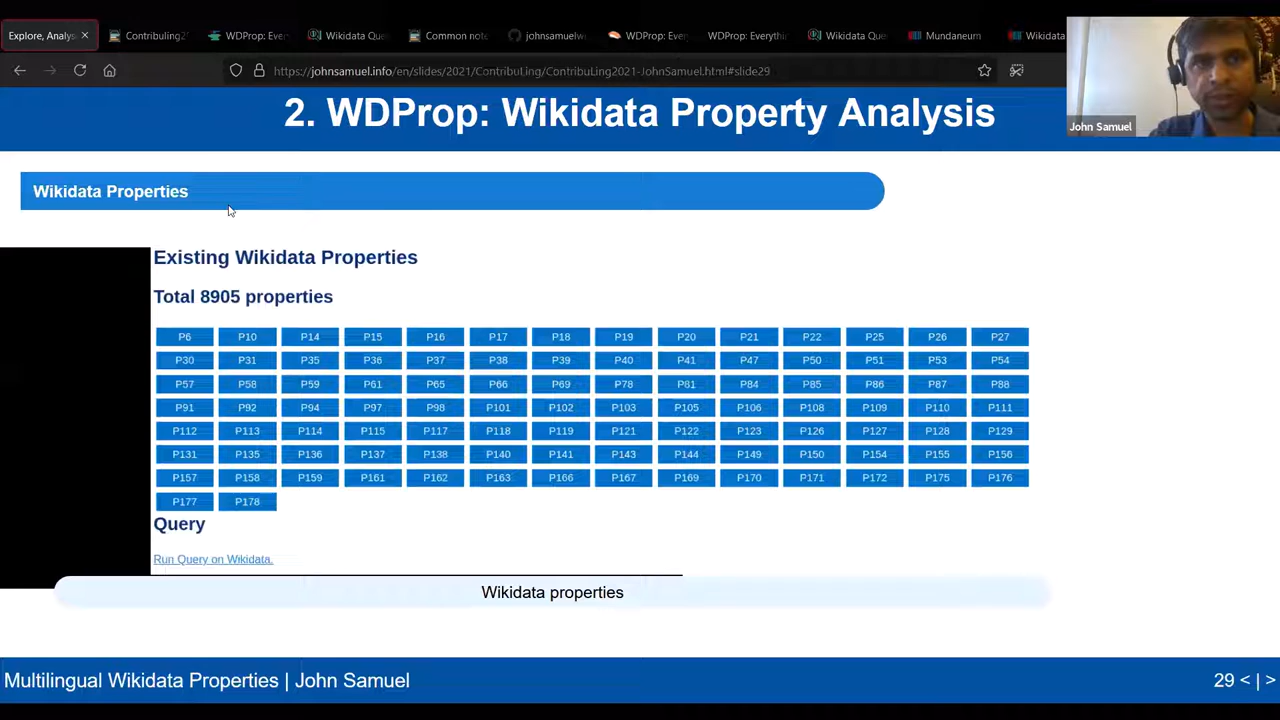 Explore, Analys
Contribuling2
WDProp: Ever
Wikidata Que
Common note
johnsamuelw
WDProp: Ever
WDProp: Everythi
Wikidata Que
Mundaneum
Wikidata
https://johnsamuel.info/en/slides/2021/ContribuLing/ContribuLing2021-JohnSamuel.html#slide29
John Samuel
2. WDProp: Wikidata Property Analysis
Wikidata Properties
Existing Wikidata Properties
Total 8905 properties
P6 P10 P14 P15 P16 P17 P18 P19 P20 P21 P22 P25 P26 P27
P30 P31 P35 P36 P37 P38 P39 P40 P41 P47 P50 P51 P53 P54
P57 P58 P59 P61 P65 P66 P69 P78 P81 P84 P85 P86 P87 P88
P91 P92 P94 P97 P98 P101 P102 P103 P105 P106 P108 P109 P110 P111
P112 P113 P114 P115 P117 P118 P119 P121 P122 P123 P126 P127 P128 P129
P131 P135 P136 P137 P138 P140 P141 P143 P144 P149 P150 P154 P155 P156
P157 P158 P159 P161 P162 P163 P166 P167 P169 P170 P171 P172 P175 P176
P177 P178
Query
Run Query on Wikidata.
Wikidata properties
Multilingual Wikidata Properties | John Samuel
29 < | >